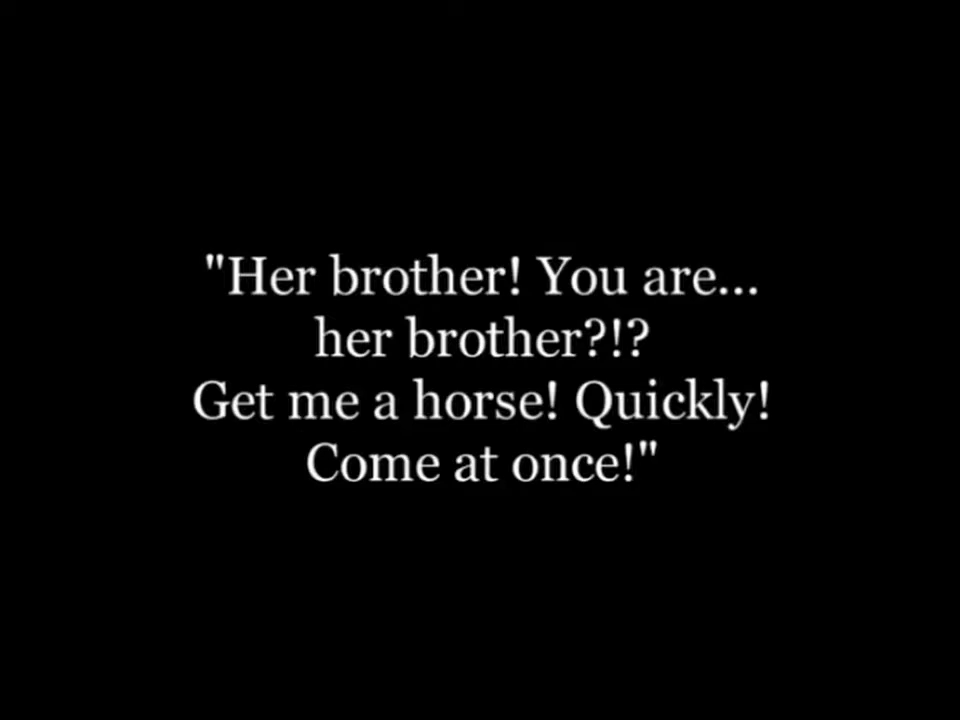 "Her brother! You are...
her brother?!?
Get me a horse! Quickly!
Come at once!"